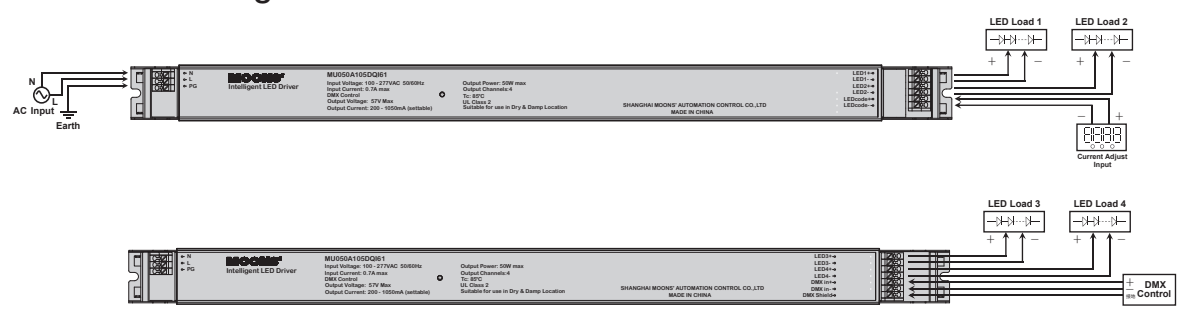 LED Load 1
LED Load 2
N
L
AC Input
Earth
N
L
PG
MOONS'
Intelligent LED Driver
MU050A105DQI61
Input Voltage: 100 - 277VAC 50/60Hz
Input Current: 0.7A max
DMX Control
Output Voltage: 57V Max
Output Current: 200 - 1050mA (settable)
Output Power: 50W max
Output Channels:4
Tc: 85°C
UL Class 2
Suitable for use in Dry & Damp Location
SHANGHAI MOONS' AUTOMATION CONTROL CO.,LTD
MADE IN CHINA
LED1+
LED1-
LED2+
LED2-
LEDcode+
LEDcode-
+ −
+ −
− +
8888
Current Adjust
Input
LED Load 3
LED Load 4
N
L
PG
MOONS'
Intelligent LED Driver
MU050A105DQI61
Input Voltage: 100 - 277VAC 50/60Hz
Input Current: 0.7A max
DMX Control
Output Voltage: 57V Max
Output Current: 200 - 1050mA (settable)
Output Power: 50W max
Output Channels:4
Tc: 85°C
UL Class 2
Suitable for use in Dry & Damp Location
SHANGHAI MOONS' AUTOMATION CONTROL CO.,LTD
MADE IN CHINA
LED3+
LED3-
LED4+
LED4-
DMX in+
DMX in-
DMX Shield
+ −
+ −
+
−
DMX
Control